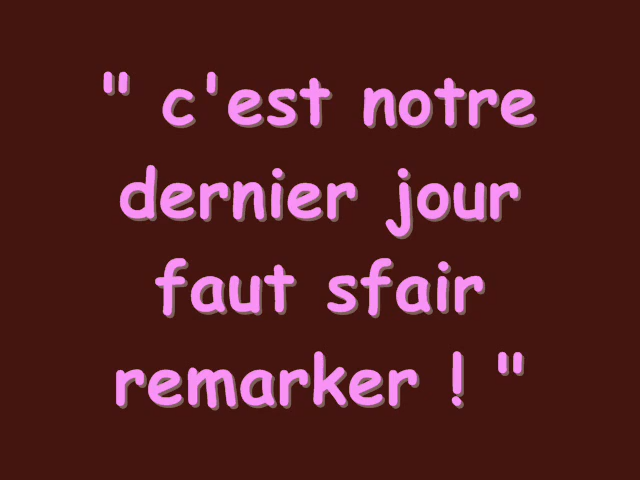 " c'est notre
dernier jour
faut sfair
remarker ! "